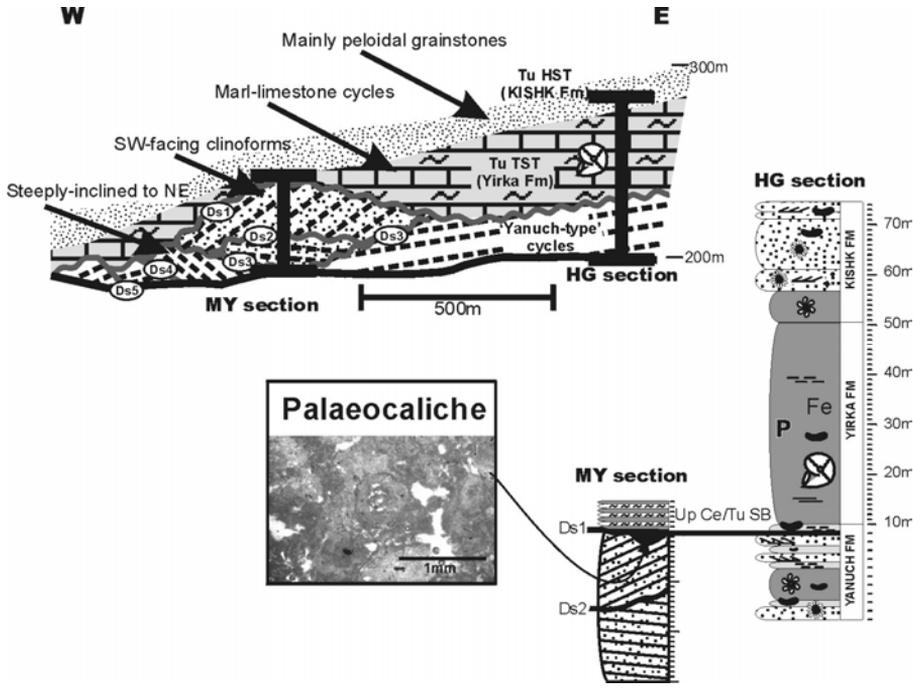 W
E
Mainly peloidal grainstones
Tu HST
(KISHK Fm)
300m
Marl-limestone cycles
SW-facing clinoforms
Tu TST
(Yirka Fm)
Steeply-inclined to NE
HG section
Ds1
Ds2
Ds3
'Yanuch-type'
cycles
Ds3
Ds4
Ds5
200m
MY section
HG section
500m
70m
KISHK FM
60m
50m
40m
YIRKA FM
Fe
P
30m
20m
10m
YANUCH FM
Palaeocaliche
1mm
MY section
Ds1
Up Ce/Tu SB
Ds2